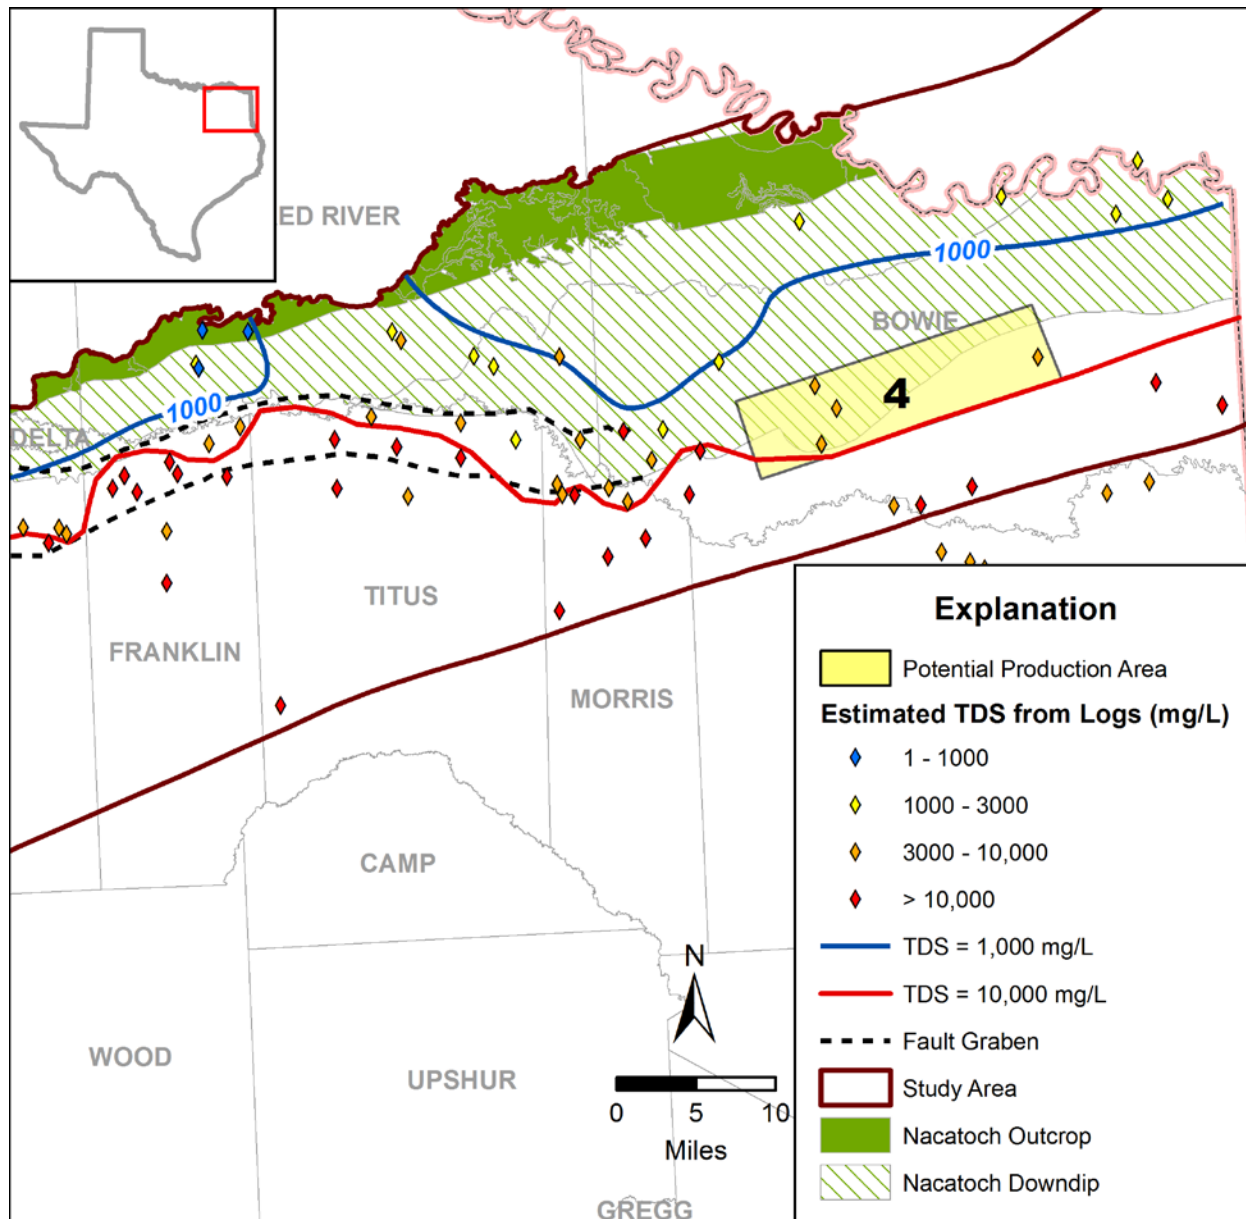 ED RIVER
1000
BOWIE
4
1000
DELTA
TITUS
FRANKLIN
MORRIS
CAMP
WOOD
UPSHUR
GREGG
N
0 5 10
Miles
Explanation
Potential Production Area
Estimated TDS from Logs (mg/L)
1 - 1000
1000 - 3000
3000 - 10,000
> 10,000
TDS = 1,000 mg/L
TDS = 10,000 mg/L
Fault Graben
Study Area
Nacatoch Outcrop
Nacatoch Downdip